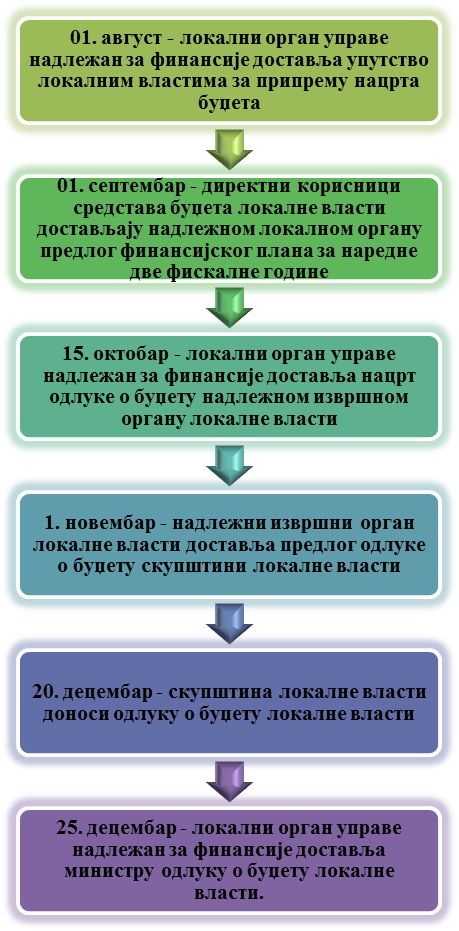 01. август - локални орган управе
надлежан за финансије доставља упутство
локалним властима за припрему нацрта
буџета
01. септембар - директни корисници
средстава буџета локалне власти
достављају надлежном локалном органу
предлог финансијског плана за наредне
две фискалне године
15. октобар - локални орган управе
надлежан за финансије доставља нацрт
одлуке о буџету надлежном извршном
органу локалне власти
1. новембар - надлежни извршни орган
локалне власти доставља предлог одлуке
о буџету скупштини локалне власти
20. децембар - скупштина локалне власти
доноси одлуку о буџету локалне власти
25. децембар - локални орган управе
надлежан за финансије доставља
министру одлуку о буџету локалне
власти.